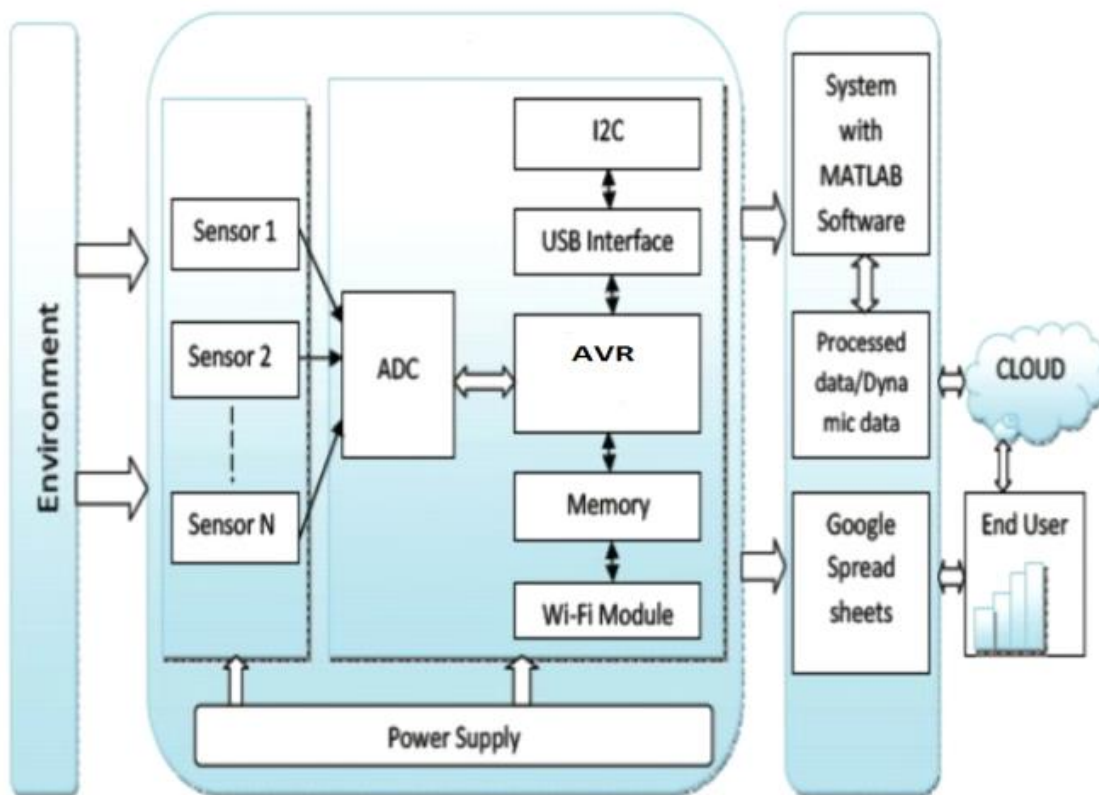 Environment
Sensor 1
Sensor 2
Sensor N
ADC
I2C
USB Interface
AVR
Memory
Wi-Fi Module
Power Supply
System
with
MATLAB
Software
Processed
data/Dyna
mic data
Google
Spread
sheets
CLOUD
End User